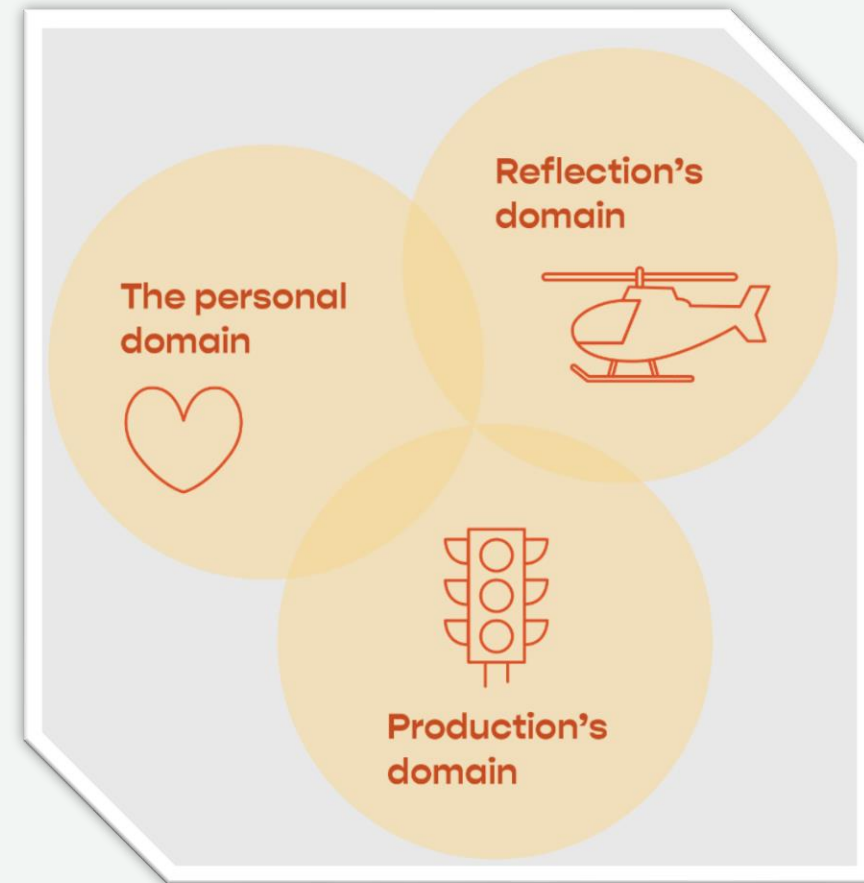 The personal
domain
Reflection’s
domain
Production’s
domain